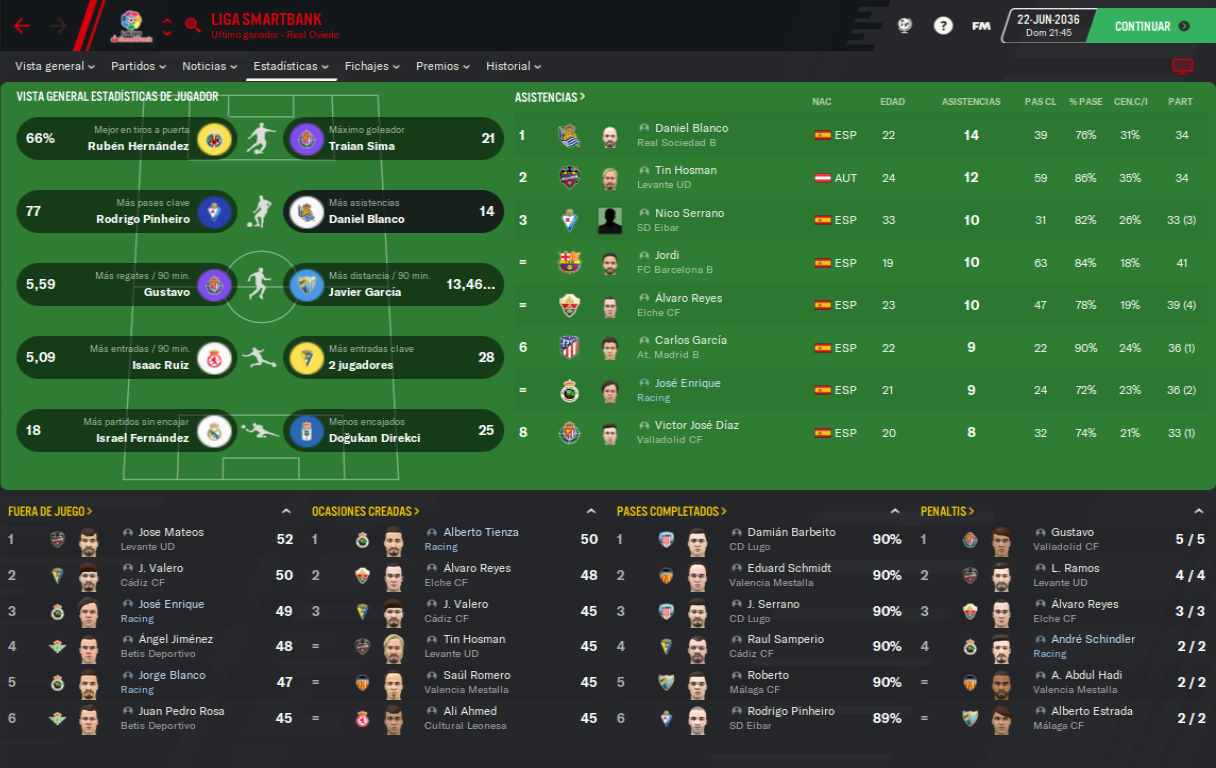 LIGA SMARTBANK
Último ganador - Real Oviedo
?
FM
22-JUN-2036
Dom 21:45
CONTINUAR
Vista general Partidos Noticias Estadísticas Fichajes Premios Historial
VISTA GENERAL ESTADÍSTICAS DE JUGADOR
66% Mejor en tiros a puerta
Rubén Hernández
Máximo goleador 21
Traian Sima
77 Más pases clave
Rodrigo Pinheiro
Más asistencias 14
Daniel Blanco
5,59 Más regates / 90 min.
Gustavo
Más distancia / 90 min. 13,46...
Javier García
5,09 Más entradas / 90 min.
Isaac Ruiz
Más entradas clave 28
2 jugadores
18 Más partidos sin encajar
Israel Fernández
Menos encajados 25
Doğukan Direkci
ASISTENCIAS > NAC EDAD ASISTENCIAS PAS CL % PASE CEN.C/I PART
1 Daniel Blanco ESP 22 14 39 76% 31% 34
Real Sociedad B
2 Tin Hosman AUT 24 12 59 86% 35% 34
Levante UD
3 Nico Serrano ESP 33 10 31 82% 26% 33 (3)
SD Eibar
= Jordi ESP 19 10 63 84% 18% 41
FC Barcelona B
= Álvaro Reyes ESP 23 10 47 78% 19% 39 (4)
Elche CF
6 Carlos García ESP 22 9 22 90% 24% 36 (1)
At. Madrid B
= José Enrique ESP 21 9 24 72% 23% 36 (2)
Racing
8 Victor José Díaz ESP 20 8 32 74% 21% 33 (1)
Valladolid CF
FUERA DE JUEGO >
1 Jose Mateos 52
Levante UD
2 J. Valero 50
Cádiz CF
3 José Enrique 49
Racing
4 Ángel Jiménez 48
Betis Deportivo
5 Jorge Blanco 47
Racing
6 Juan Pedro Rosa 45
Betis Deportivo
OCASIONES CREADAS >
1 Alberto Tienza 50
Racing
2 Álvaro Reyes 48
Elche CF
3 J. Valero 45
Cádiz CF
= Tin Hosman 45
Levante UD
= Saúl Romero 45
Valencia Mestalla
= Ali Ahmed 45
Cultural Leonesa
PASES COMPLETADOS >
1 Damián Barbeito 90%
CD Lugo
2 Eduard Schmidt 90%
Valencia Mestalla
3 J. Serrano 90%
CD Lugo
4 Raul Samperio 90%
Cádiz CF
5 Roberto 90%
Málaga CF
6 Rodrigo Pinheiro 89%
SD Eibar
PENALTIS >
1 Gustavo 5 / 5
Valladolid CF
2 L. Ramos 4 / 4
Levante UD
3 Álvaro Reyes 3 / 3
Elche CF
4 André Schindler 2 / 2
Racing
= A. Abdul Hadi 2 / 2
Valencia Mestalla
= Alberto Estrada 2 / 2
Málaga CF